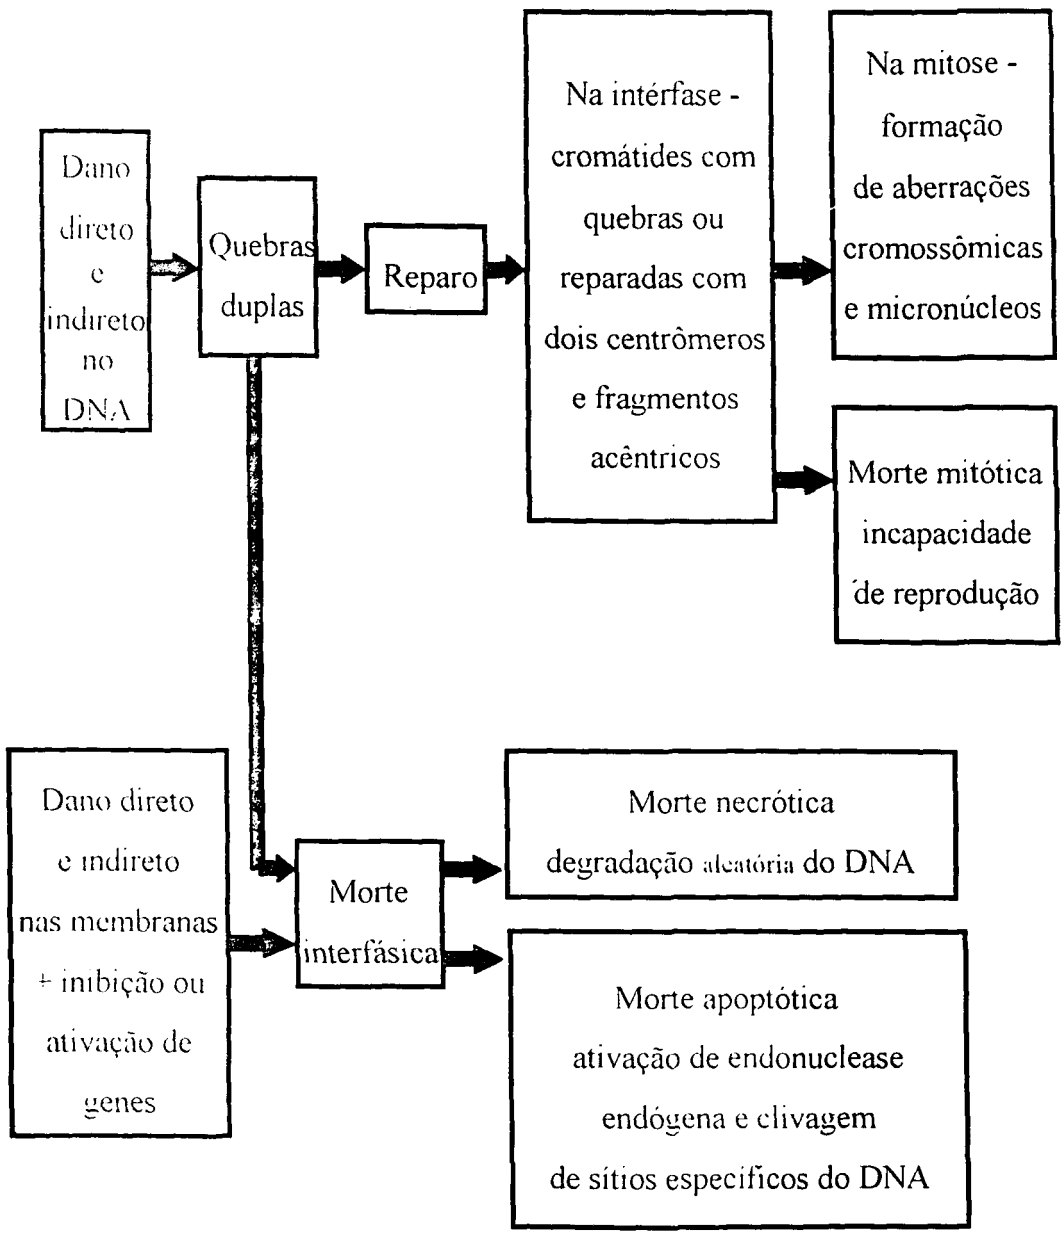 Dano
direto
e
indireto
no
DNA
Quebras
duplas
Reparo
Na intérfase -
cromátides com
quebras ou
reparadas com
dois centrômeros
e fragmentos
acêntricos
Na mitose -
formação
de aberrações
cromossômicas
e micronúcleos
Morte mitótica
incapacidade
de reprodução
Dano direto
e indireto
nas membranas
+ inibição ou
ativação de
genes
Morte
interfásica
Morte necrótica
degradação aleatória do DNA
Morte apoptótica
ativação de endonuclease
endógena e clivagem
de sítios específicos do DNA